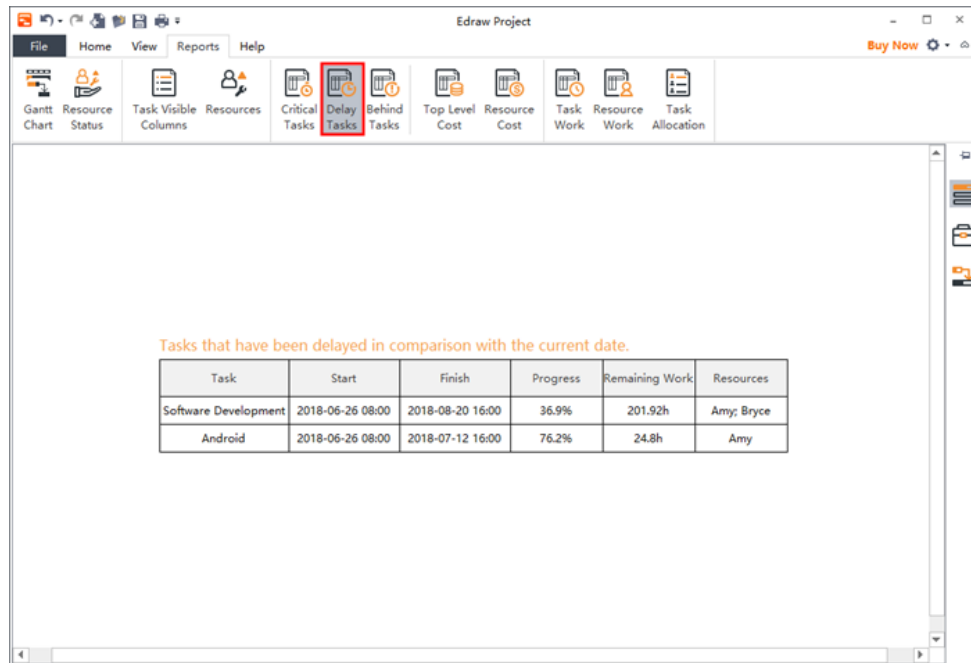 Edraw Project
File Home View Reports Help Buy Now
Gantt Chart
Resource Status
Task Visible Columns
Resources
Critical Tasks
Delay Tasks
Behind Tasks
Top Level Cost
Resource Cost
Task Work
Resource Work
Task Allocation
Tasks that have been delayed in comparison with the current date.
Task Start Finish Progress Remaining Work Resources
Software Development 2018-06-26 08:00 2018-08-20 16:00 36.9% 201.92h Amy; Bryce
Android 2018-06-26 08:00 2018-07-12 16:00 76.2% 24.8h Amy